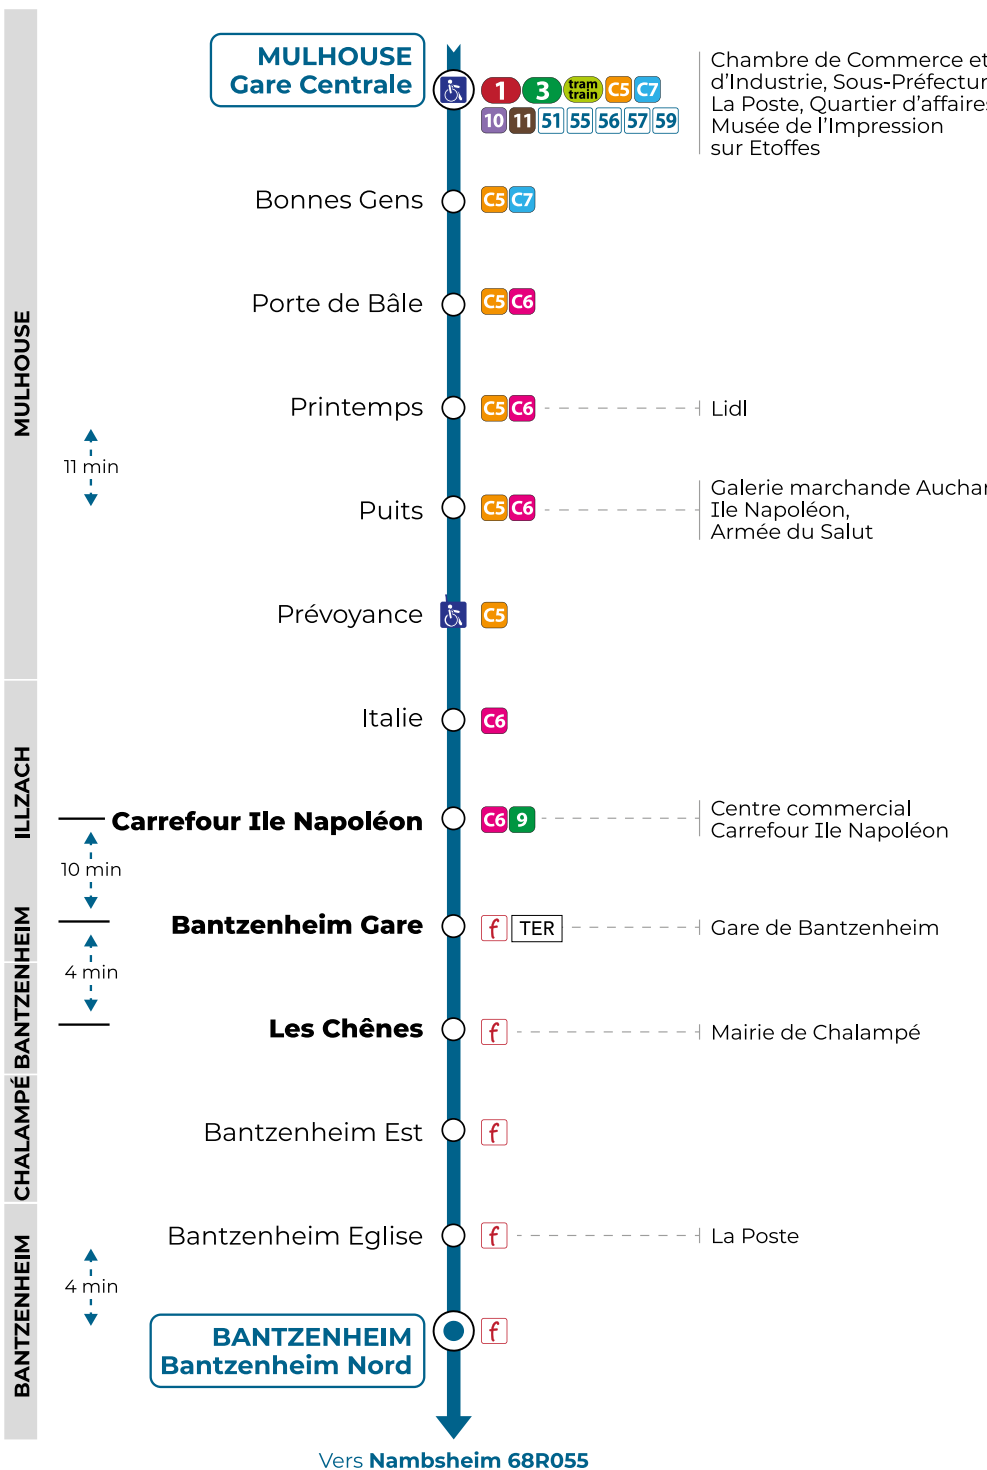 MULHOUSE
Gare Centrale
1 3 tram train C5 C7
10 11 51 55 56 57 59
Chambre de Commerce et
d'Industrie, Sous-Préfectur
La Poste, Quartier d'affaires
Musée de l'Impression
sur Etoffes
Bonnes Gens
C5 C7
Porte de Bâle
C5 C6
MULHOUSE
Printemps
C5 C6
Lidl
11 min
Puits
C5 C6
Galerie marchande Auchan
Ile Napoléon,
Armée du Salut
Prévoyance
C5
Italie
C6
ILLZACH
Carrefour Ile Napoléon
C6 9
Centre commercial
Carrefour Ile Napoléon
10 min
Bantzenheim Gare
f TER
Gare de Bantzenheim
BANTZENHEIM
4 min
Les Chênes
f
Mairie de Chalampé
CHALAMPÉ
Bantzenheim Est
f
Bantzenheim Eglise
f
La Poste
BANTZENHEIM
4 min
BANTZENHEIM
Bantzenheim Nord
f
Vers Nambsheim 68R055